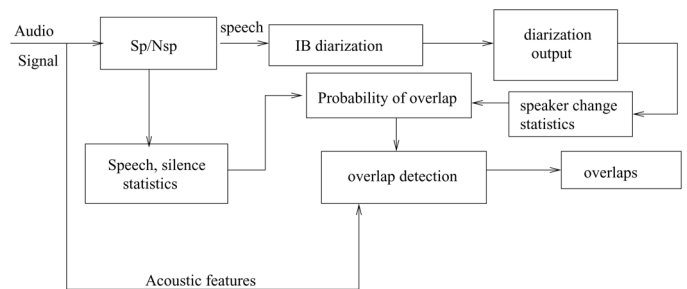 Audio
Signal
Sp/Nsp
speech
IB diarization
diarization
output
Probability of overlap
speaker change
statistics
Speech, silence
statistics
overlap detection
overlaps
Acoustic features